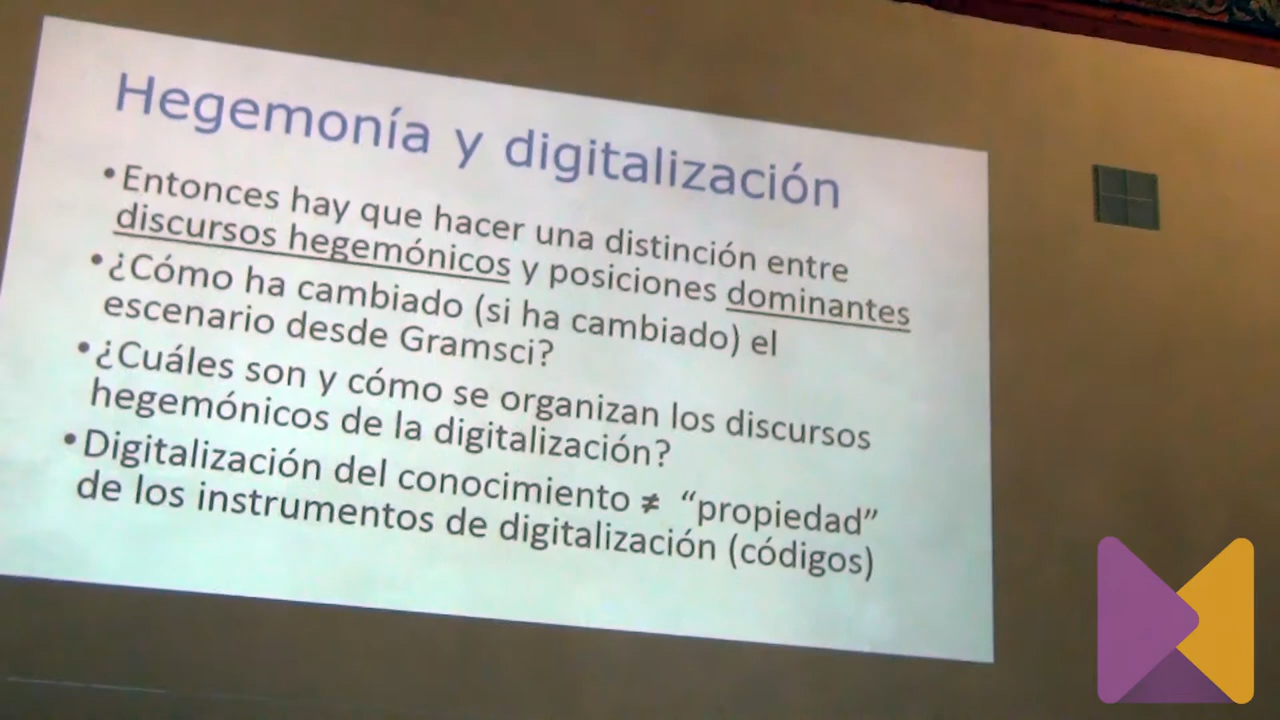 Hegemonía y digitalización
•Entonces hay que hacer una distinción entre
discursos hegemónicos y posiciones dominantes
•¿Cómo ha cambiado (si ha cambiado) el
escenario desde Gramsci?
•¿Cuáles son y cómo se organizan los discursos
hegemónicos de la digitalización?
•Digitalización del conocimiento ≠ “propiedad”
de los instrumentos de digitalización (códigos)